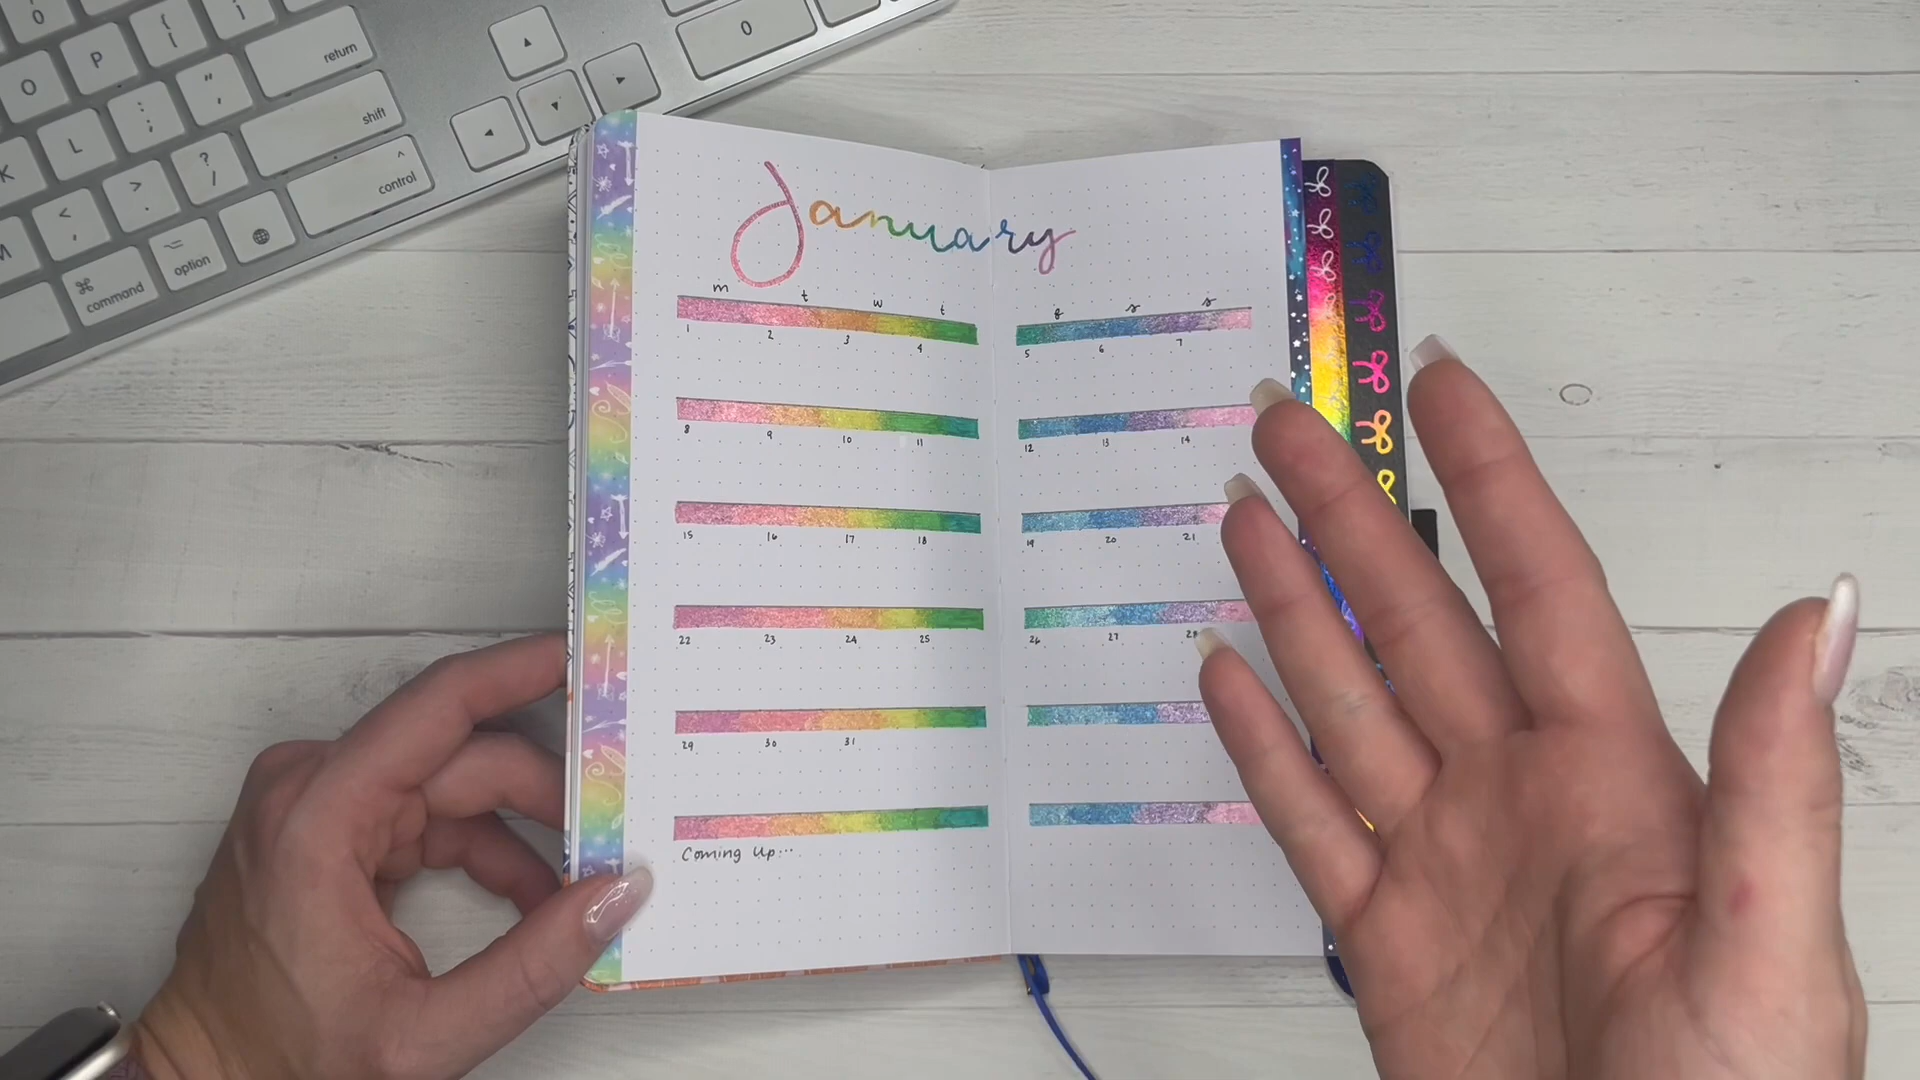 O P { [ } ] return
K L : ; " ' shift
M < , > . ? / control ^
⌘ command ⌥ option
0
January
m t w t f s s
1 2 3 4 5 6 7
8 9 10 11 12 13 14
15 16 17 18 19 20 21
22 23 24 25 26 27 28
29 30 31
Coming Up...